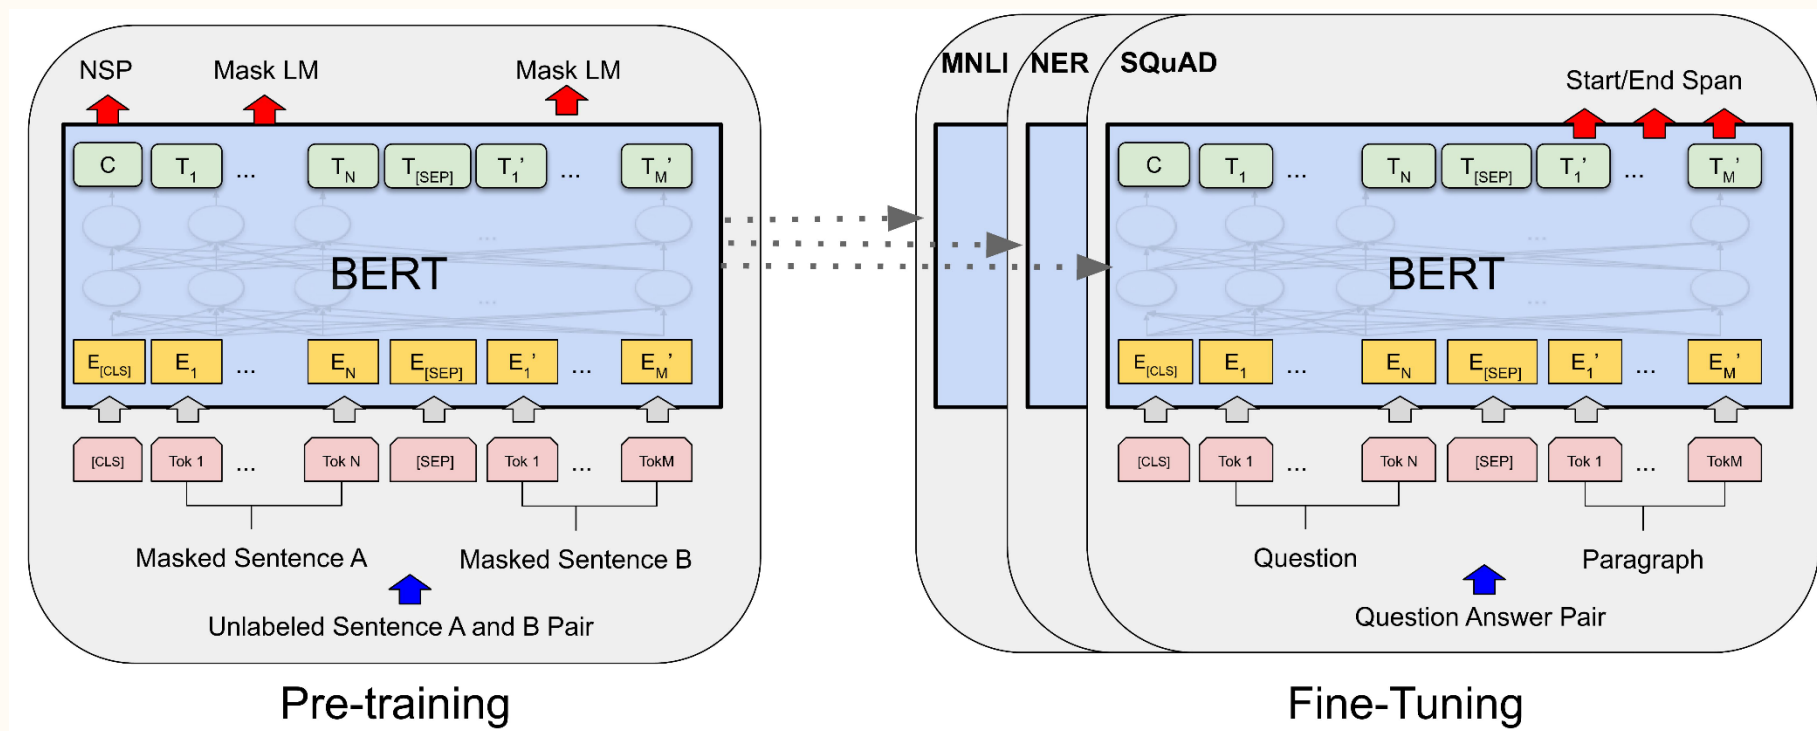 NSP Mask LM Mask LM
C T1 ... TN T[SEP] T1' ... TM'
...
BERT
...
E[CLS] E1 ... EN E[SEP] E1' ... EM'
[CLS] Tok 1 ... Tok N [SEP] Tok 1 ... TokM
Masked Sentence A Masked Sentence B
Unlabeled Sentence A and B Pair
Pre-training
MNLI NER SQuAD
Start/End Span
C T1 ... TN T[SEP] T1' ... TM'
...
BERT
...
E[CLS] E1 ... EN E[SEP] E1' ... EM'
[CLS] Tok 1 ... Tok N [SEP] Tok 1 ... TokM
Question Paragraph
Question Answer Pair
Fine-Tuning